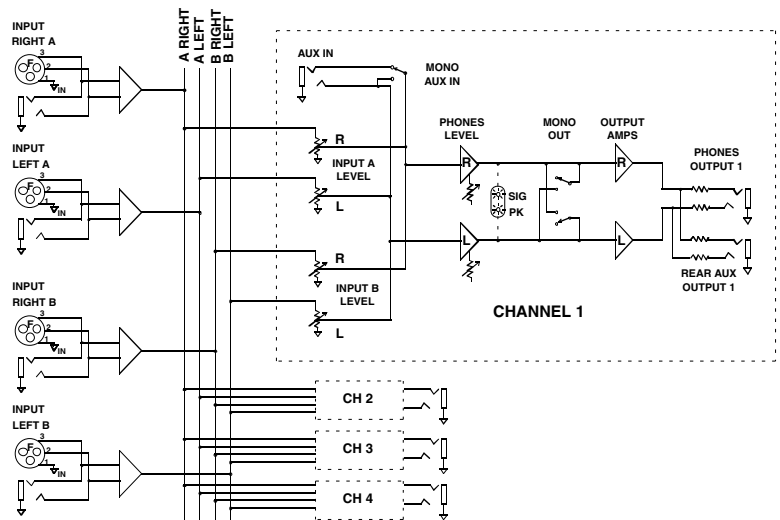 INPUT
RIGHT A
3
F
2
1
IN
INPUT
LEFT A
3
F
2
1
IN
INPUT
RIGHT B
3
F
2
1
IN
INPUT
LEFT B
3
F
2
1
IN
A RIGHT
A LEFT
B RIGHT
B LEFT
AUX IN
MONO
AUX IN
R
INPUT A
LEVEL
L
R
INPUT B
LEVEL
L
PHONES
LEVEL
R
L
SIG
PK
MONO
OUT
OUTPUT
AMPS
R
L
PHONES
OUTPUT 1
REAR AUX
OUTPUT 1
CHANNEL 1
CH 2
CH 3
CH 4